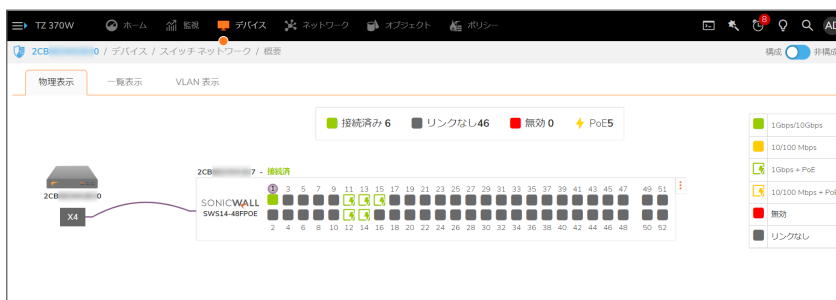 TZ 370W ホーム 監視 デバイス ネットワーク オブジェクト ポリシー 8 AD
2CB 0 / デバイス / スイッチ ネットワーク / 概要 構成 非構成
物理表示 一覧表示 VLAN 表示
接続済み 6 リンクなし46 無効 0 PoE5
1Gbps/10Gbps
10/100 Mbps
1Gbps + PoE
10/100 Mbps + PoE
無効
リンクなし
2CB 0
X4
2CB 7 - 接続済
SONICWALL
SWS14-48FPOE
1 3 5 7 9 11 13 15 17 19 21 23 25 27 29 31 33 35 37 39 41 43 45 47 49 51
2 4 6 8 10 12 14 16 18 20 22 24 26 28 30 32 34 36 38 40 42 44 46 48 50 52